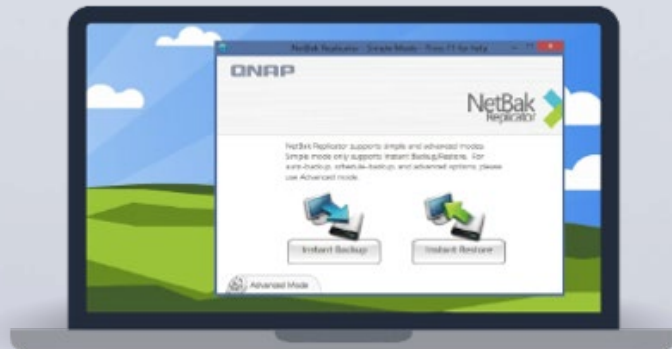 NetBak Replicator - Simple Mode - Press F1 for help
QNAP
NetBak
Replicator
NetBak Replicator supports simple and advanced modes.
Simple mode only supports Instant Backup/Restore. For
auto-backup, schedule-backup, and advanced options please
use Advanced mode.
Instant Backup
Instant Restore
Advanced Mode